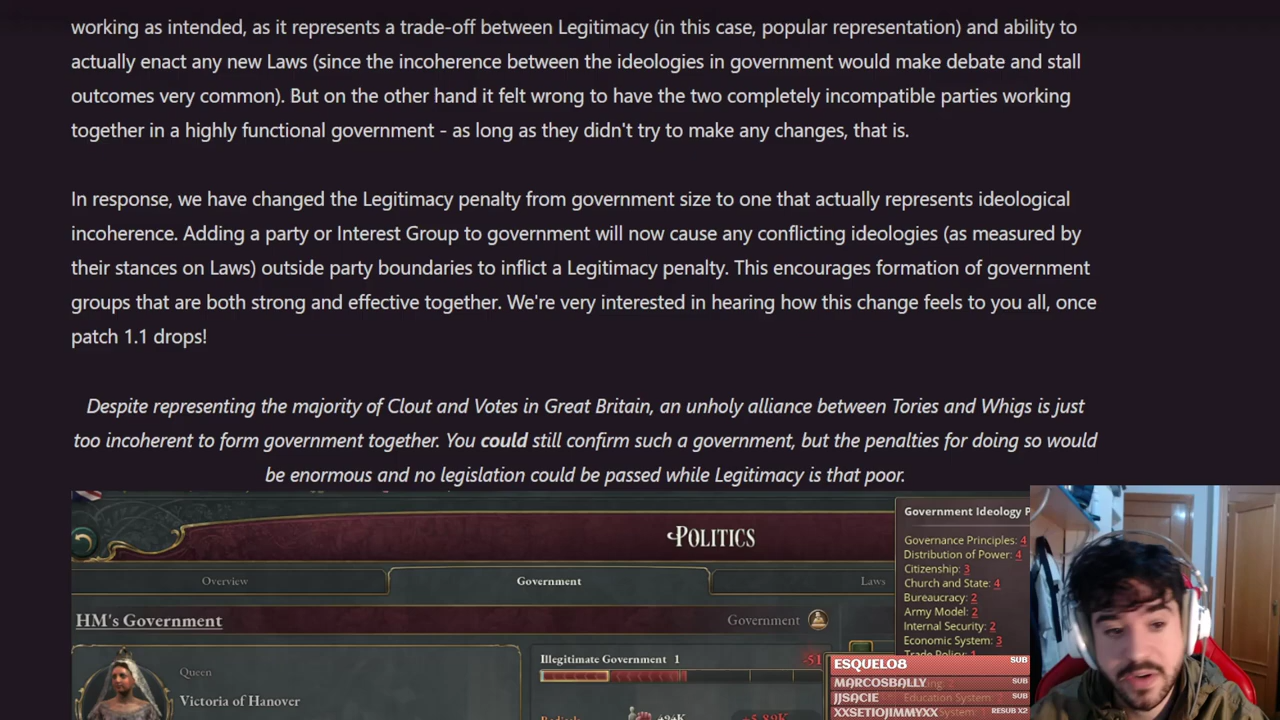 working as intended, as it represents a trade-off between Legitimacy (in this case, popular representation) and ability to
actually enact any new Laws (since the incoherence between the ideologies in government would make debate and stall
outcomes very common). But on the other hand it felt wrong to have the two completely incompatible parties working
together in a highly functional government - as long as they didn't try to make any changes, that is.
In response, we have changed the Legitimacy penalty from government size to one that actually represents ideological
incoherence. Adding a party or Interest Group to government will now cause any conflicting ideologies (as measured by
their stances on Laws) outside party boundaries to inflict a Legitimacy penalty. This encourages formation of government
groups that are both strong and effective together. We're very interested in hearing how this change feels to you all, once
patch 1.1 drops!
Despite representing the majority of Clout and Votes in Great Britain, an unholy alliance between Tories and Whigs is just
too incoherent to form government together. You could still confirm such a government, but the penalties for doing so would
be enormous and no legislation could be passed while Legitimacy is that poor.
POLITICS
Overview
Government
Laws
HM's Government
Government
Queen
Victoria of Hanover
Illegitimate Government 1
-51
Government Ideology P
Governance Principles: 4
Distribution of Power: 4
Citizenship: 3
Church and State: 4
Bureaucracy: 2
Army Model: 2
Internal Security: 2
Economic System: 3
Trade Policy: 1
Education System:
ESQUELO8 SUB
MARCOSBALLY SUB
JJSACIE SUB
XXSETIOJIMMYXX RESUB X2